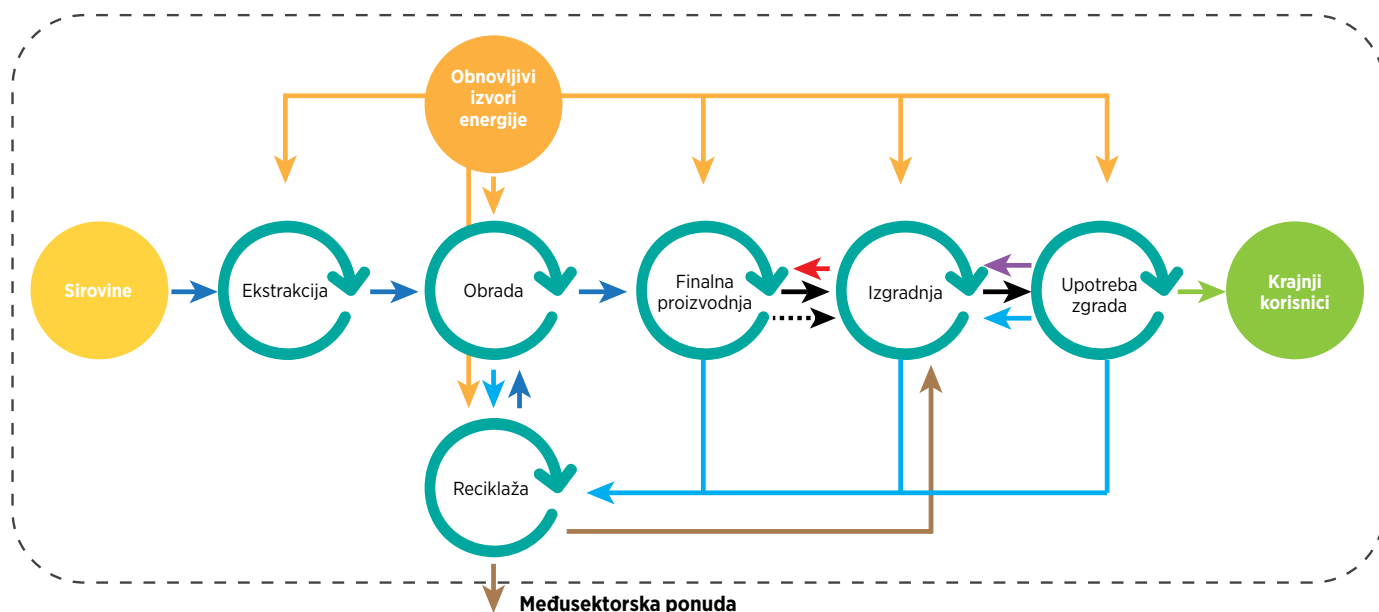 Obnovljivi
izvori
energije
Sirovine
Ekstrakcija
Obrada
Finalna
proizvodnja
Izgradnja
Upotreba
zgrada
Krajnji
korisnici
Reciklaža
Međusektorska ponuda